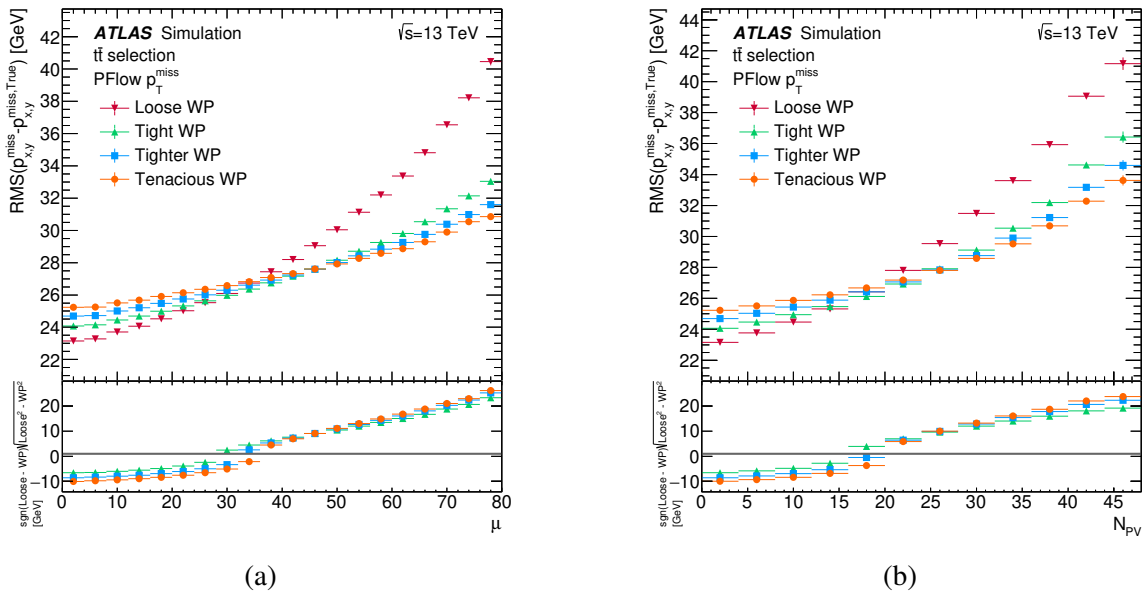 ATLAS Simulation
√s=13 TeV
tt̄ selection
PFlow p_T^miss
Loose WP
Tight WP
Tighter WP
Tenacious WP
RMS(p_{x,y}^{miss}-p_{x,y}^{miss,True}) [GeV]
42
40
38
36
34
32
30
28
26
24
22
sgn(Loose - WP)√|Loose² - WP²|
[GeV]
20
10
0
−10
0 10 20 30 40 50 60 70 80
μ
(a)
ATLAS Simulation
√s=13 TeV
tt̄ selection
PFlow p_T^miss
Loose WP
Tight WP
Tighter WP
Tenacious WP
RMS(p_{x,y}^{miss}-p_{x,y}^{miss,True}) [GeV]
44
42
40
38
36
34
32
30
28
26
24
22
sgn(Loose - WP)√|Loose² - WP²|
[GeV]
20
10
0
−10
0 5 10 15 20 25 30 35 40 45
N_PV
(b)